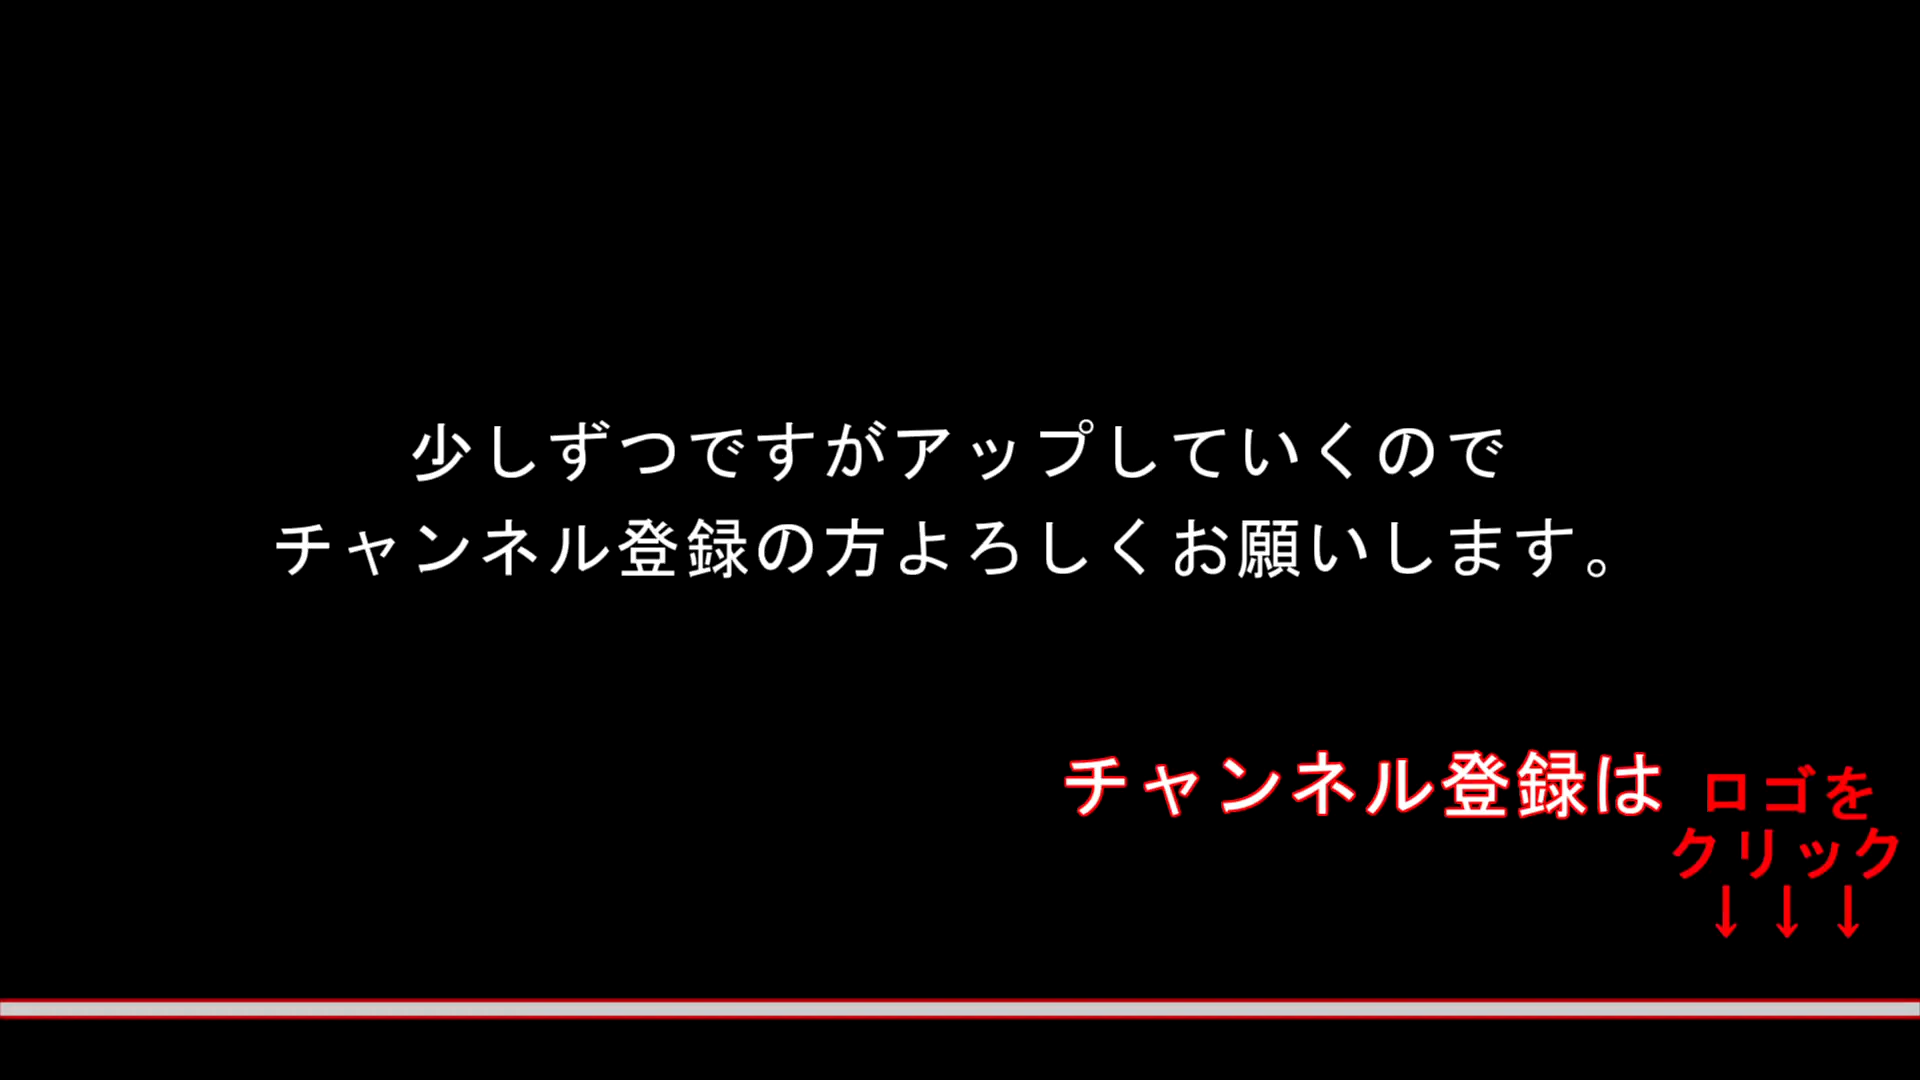 少しずつですがアップしていくので
チャンネル登録の方よろしくお願いします。
チャンネル登録は
ロゴを
クリック
↓↓↓